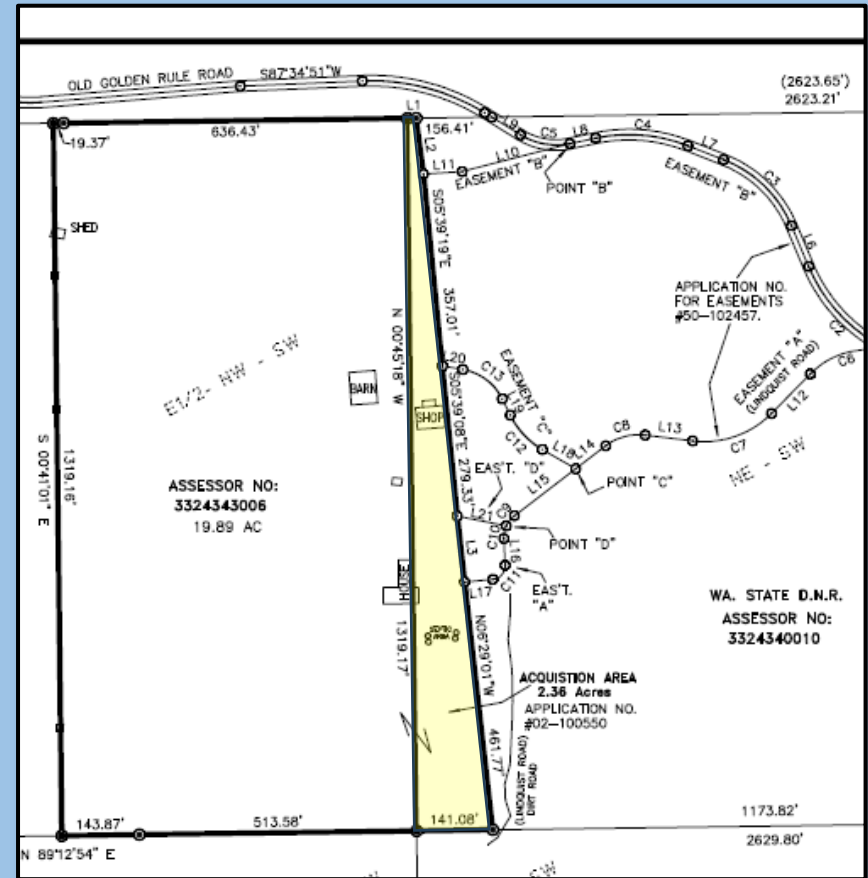 OLD GOLDEN RULE ROAD
S87°34'51"W
(2623.65')
2623.21'
L1
19.37'
636.43'
156.41'
L2
L9
C5
L8
C4
L7
L11
L10
EASEMENT "B"
POINT "B"
EASEMENT "B"
C3
L6
C2
SHED
S05°39'19"E
357.01'
APPLICATION NO.
FOR EASEMENTS
#50-102457.
N 00°45'18" W
E1/2- NW - SW
BARN
SHOP
L20
C13
L19
EASEMENT "C"
C12
L18
L14
C8
L13
C7
EASEMENT "A"
(LINDQUIST ROAD)
L12
C6
NE - SW
S05°39'08"E
279.33'
EAS'T. "D"
L15
POINT "C"
S 00°41'01" E
1319.16'
ASSESSOR NO:
3324343006
19.89 AC
L21
C9
C10
POINT "D"
L3
L16
L17
C11
EAS'T.
"A"
HOUSE
1319.17'
WA. STATE D.N.R.
ASSESSOR NO:
3324340010
N06°29'01"W
461.77'
ACQUISTION AREA
2.36 Acres
APPLICATION NO.
#02-100550
(LINDQUIST ROAD)
DIRT ROAD
143.87'
513.58'
141.08'
1173.82'
N 89°12'54" E
2629.80'
SW